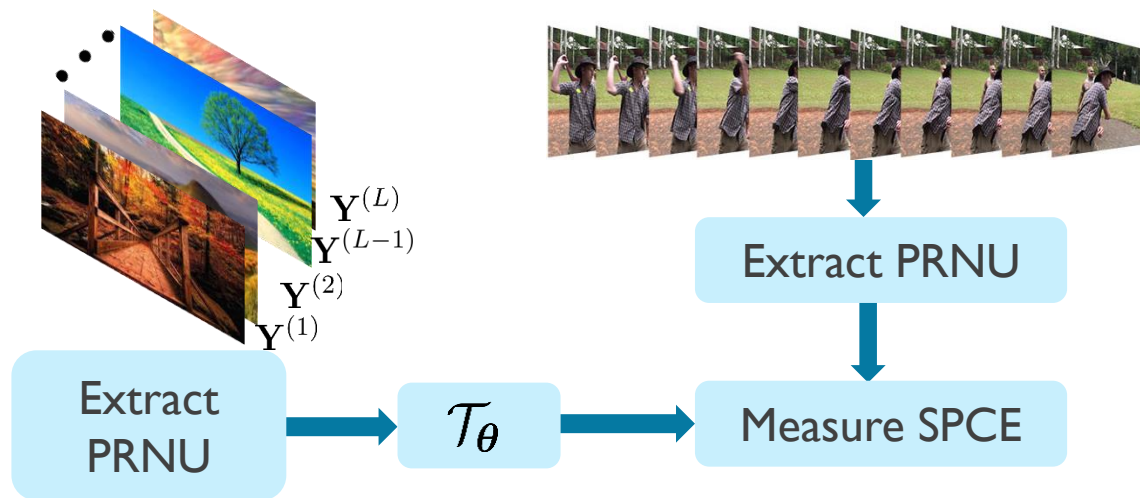 𝐘⁽ᴸ⁾
𝐘⁽ᴸ⁻¹⁾
𝐘⁽²⁾
𝐘⁽¹⁾
Extract PRNU
Extract
PRNU
𝒯_𝜽
Measure SPCE